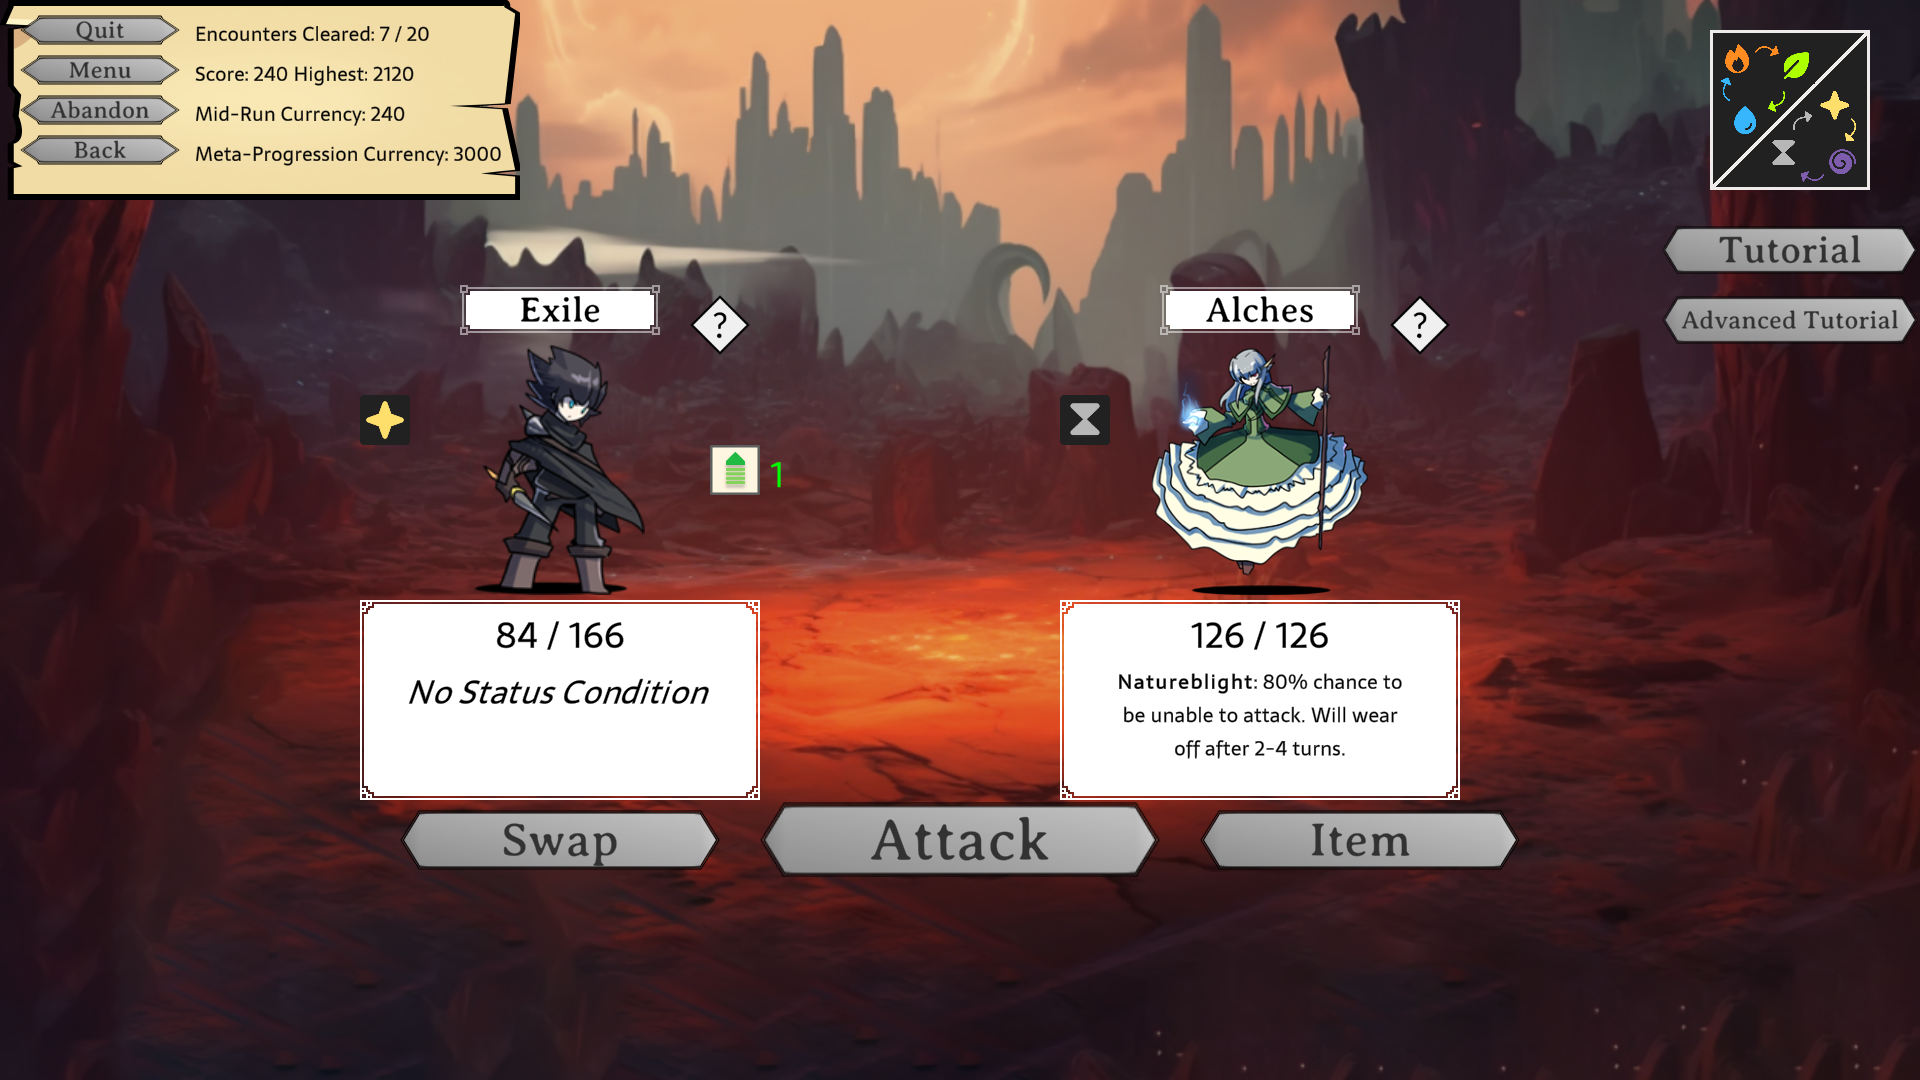 Quit
Encounters Cleared: 7 / 20
Menu
Score: 240 Highest: 2120
Abandon
Mid-Run Currency: 240
Back
Meta-Progression Currency: 3000
Tutorial
Advanced Tutorial
Exile
?
Alches
?
1
84 / 166
No Status Condition
126 / 126
Natureblight: 80% chance to
be unable to attack. Will wear
off after 2-4 turns.
Swap
Attack
Item